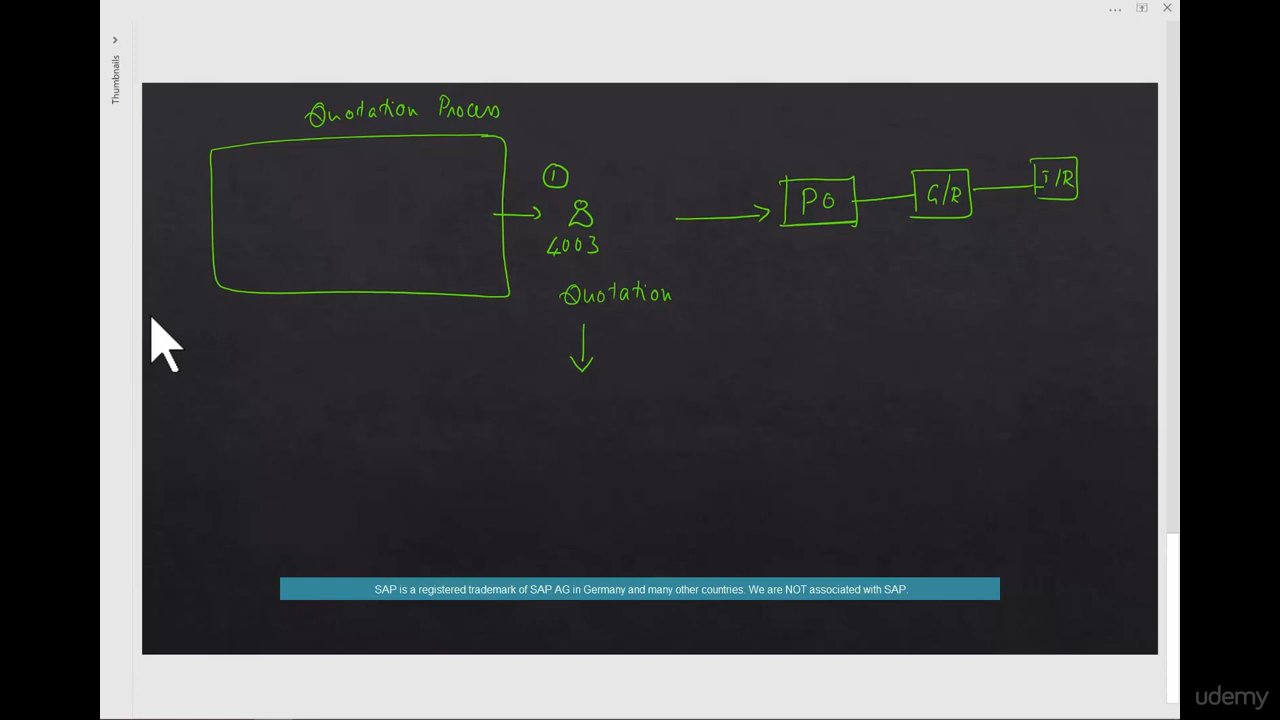 ...
Thumbnails
Quotation Process
①
4003
Quotation
PO
G/R
I/R
SAP is a registered trademark of SAP AG in Germany and many other countries. We are NOT associated with SAP.
udemy